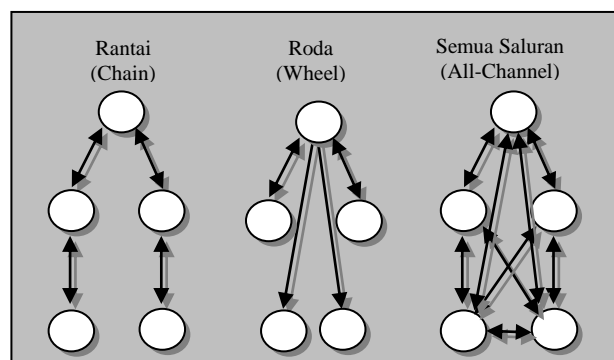 Rantai
(Chain)
Roda
(Wheel)
Semua Saluran
(All-Channel)